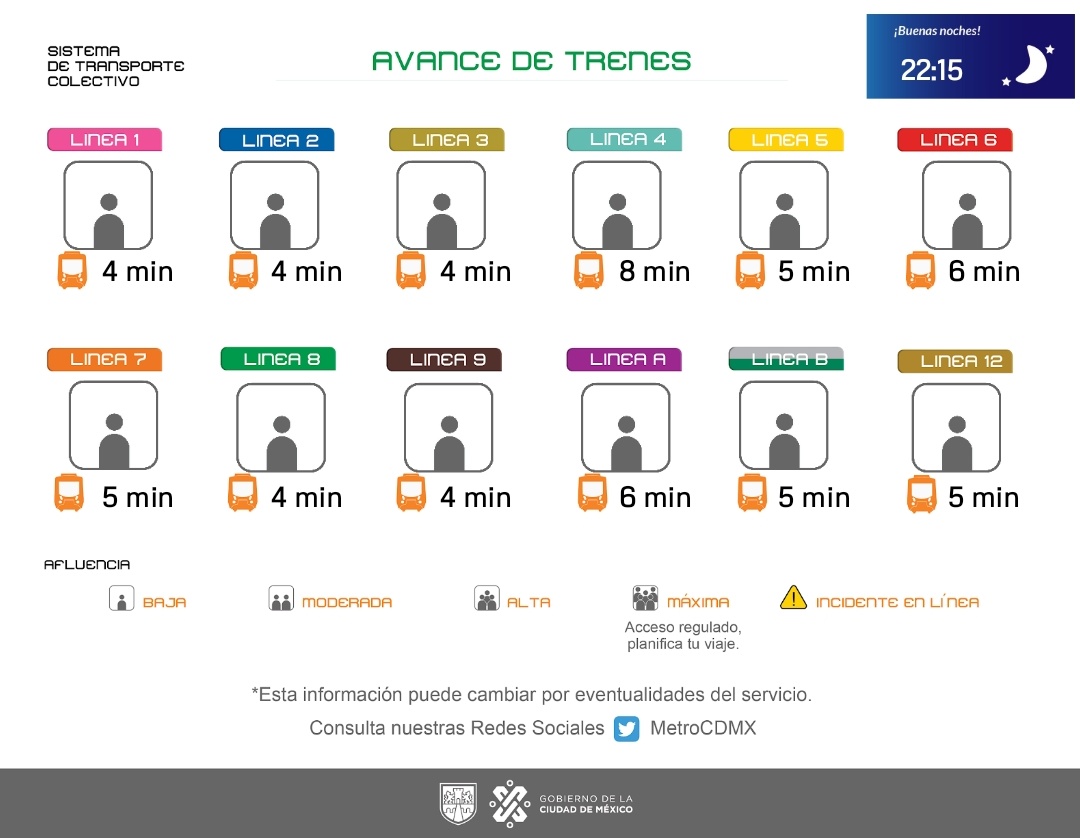 SISTEMA
DE TRANSPORTE
COLECTIVO
AVANCE DE TRENES
¡Buenas noches!
22:15
LINEA 1
LINEA 2
LINEA 3
LINEA 4
LINEA 5
LINEA 6
4 min
4 min
4 min
8 min
5 min
6 min
LINEA 7
LINEA 8
LINEA 9
LINEA A
LINEA B
LINEA 12
5 min
4 min
4 min
6 min
5 min
5 min
AFLUENCIA
BAJA
MODERADA
ALTA
MÁXIMA
INCIDENTE EN LÍNEA
Acceso regulado,
planifica tu viaje.
*Esta información puede cambiar por eventualidades del servicio.
Consulta nuestras Redes Sociales MetroCDMX
GOBIERNO DE LA
CIUDAD DE MÉXICO